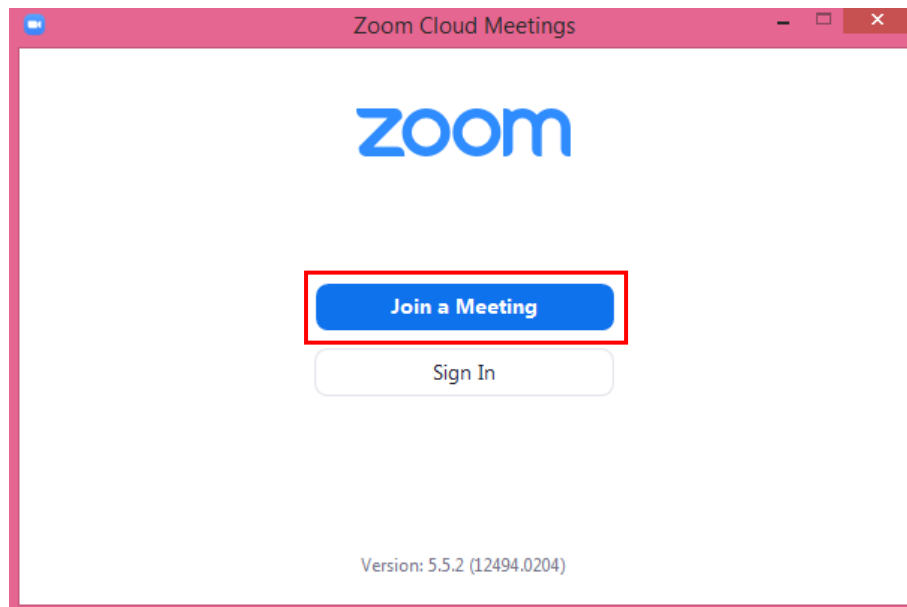 Zoom Cloud Meetings
zoom
Join a Meeting
Sign In
Version: 5.5.2 (12494.0204)